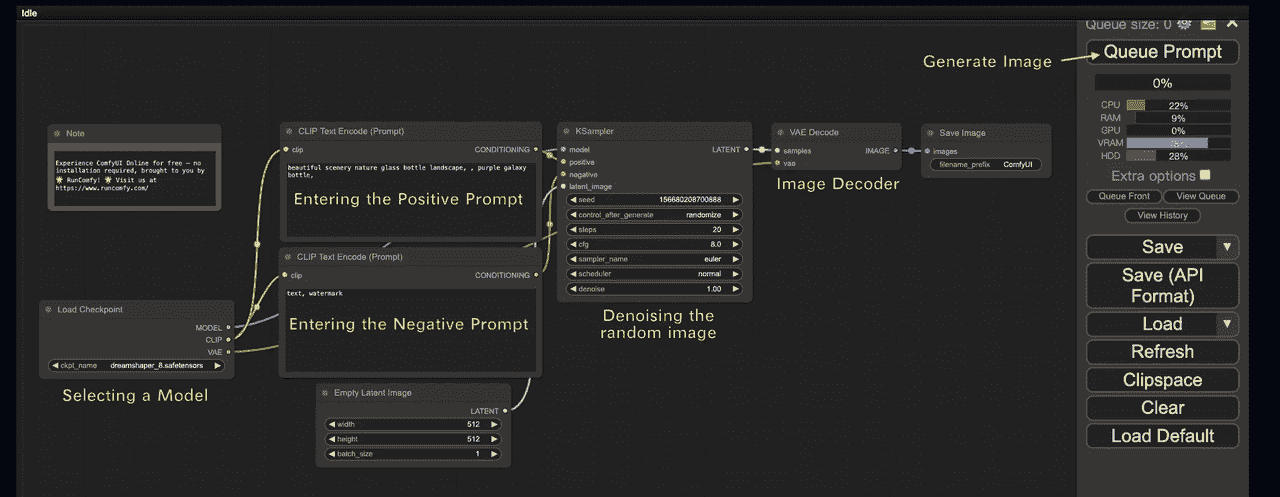 Idle
Queue size: 0
Generate Image
Queue Prompt
0%
CPU 22%
RAM 9%
GPU 0%
VRAM
HDD 28%
Extra options
Queue Front View Queue
View History
Save ▼
Save (API
Format)
Load ▼
Refresh
Clipspace
Clear
Load Default
Note
Experience ComfyUI Online for free – no
installation required, brought to you by
🌟 RunComfy! 🌟 Visit us at
https://www.runcomfy.com/
Load Checkpoint
MODEL
CLIP
VAE
ckpt_name dreamshaper_8.safetensors
Selecting a Model
CLIP Text Encode (Prompt)
clip CONDITIONING
beautiful scenery nature glass bottle landscape, , purple galaxy
bottle,
Entering the Positive Prompt
CLIP Text Encode (Prompt)
clip CONDITIONING
text, watermark
Entering the Negative Prompt
Empty Latent Image
LATENT
width 512
height 512
batch_size 1
KSampler
model LATENT
positive
negative
latent_image
seed 156680208700888
control_after_generate randomize
steps 20
cfg 8.0
sampler_name euler
scheduler normal
denoise 1.00
Denoising the
random image
VAE Decode
samples IMAGE
vae
Image Decoder
Save Image
images
filename_prefix ComfyUI